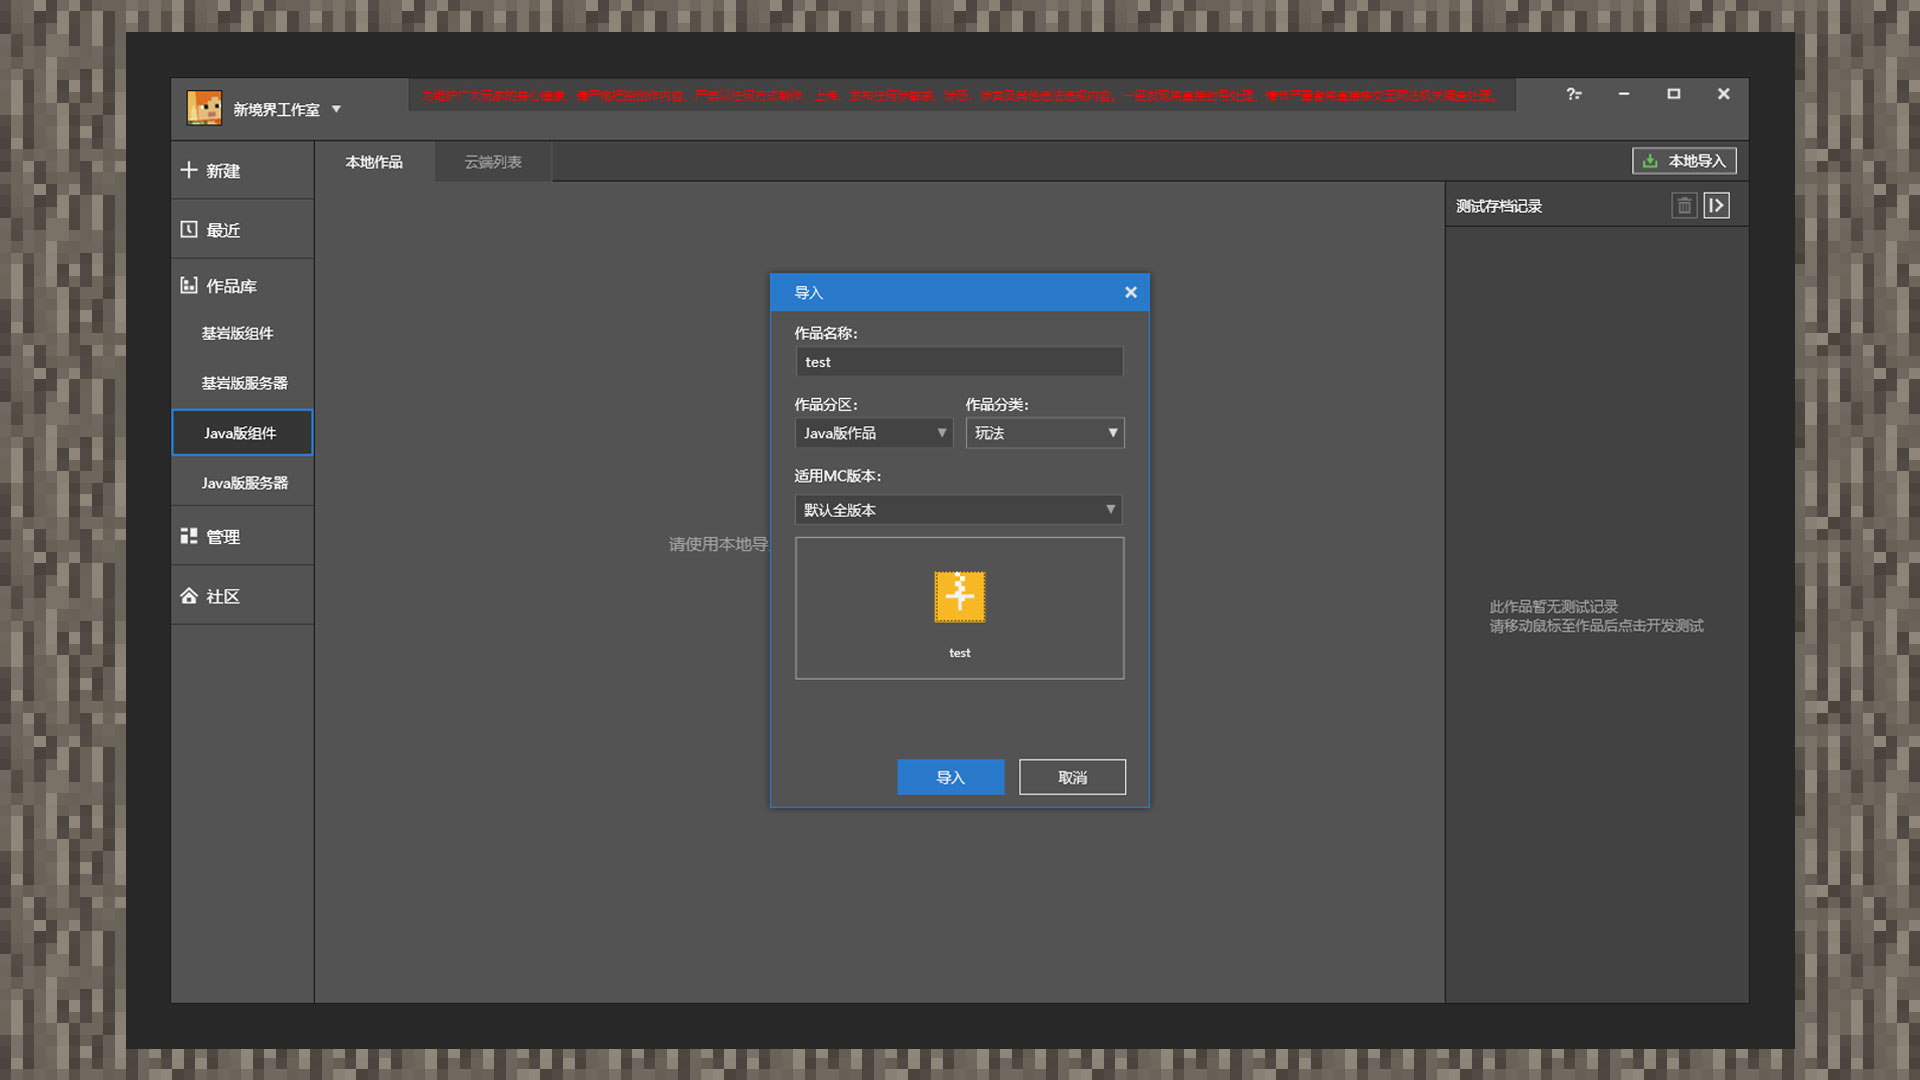 新境界工作室
为维护广大玩家的身心健康，请严格把控创作内容，严禁以任何方式制作、上传、发布任何涉敏感、涉恐、涉黄及其他违法违规内容。一经发现将直接封号处理，情节严重者将直接移交至司法机关调查处理。
新建
最近
作品库
基岩版组件
基岩版服务器
Java版组件
Java版服务器
管理
社区
本地作品
云端列表
本地导入
测试存档记录
请使用本地导
导入
作品名称:
test
作品分区:
作品分类:
Java版作品
玩法
适用MC版本:
默认全版本
test
导入
取消
此作品暂无测试记录
请移动鼠标至作品后点击开发测试